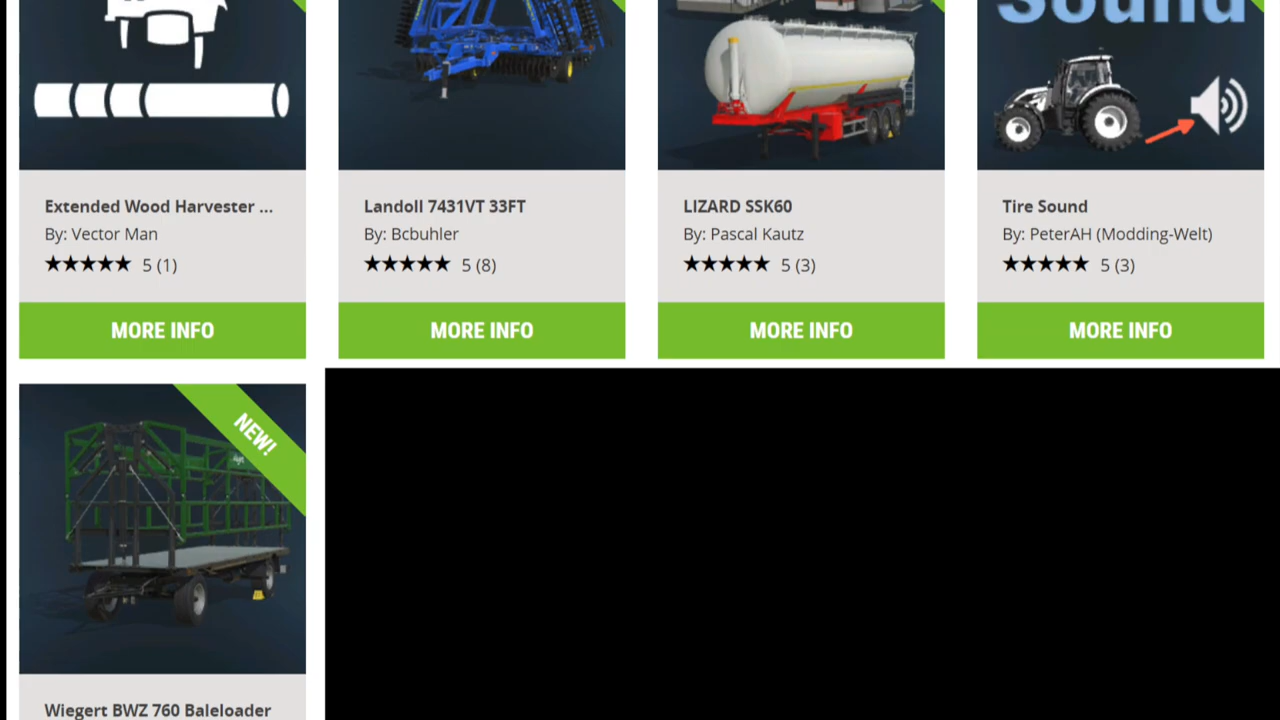 Sound
Extended Wood Harvester ...
By: Vector Man
★★★★★ 5 (1)
MORE INFO
Landoll 7431VT 33FT
By: Bcbuhler
★★★★★ 5 (8)
MORE INFO
LIZARD SSK60
By: Pascal Kautz
★★★★★ 5 (3)
MORE INFO
Tire Sound
By: PeterAH (Modding-Welt)
★★★★★ 5 (3)
MORE INFO
NEW!
Wiegert BWZ 760 Baleloader